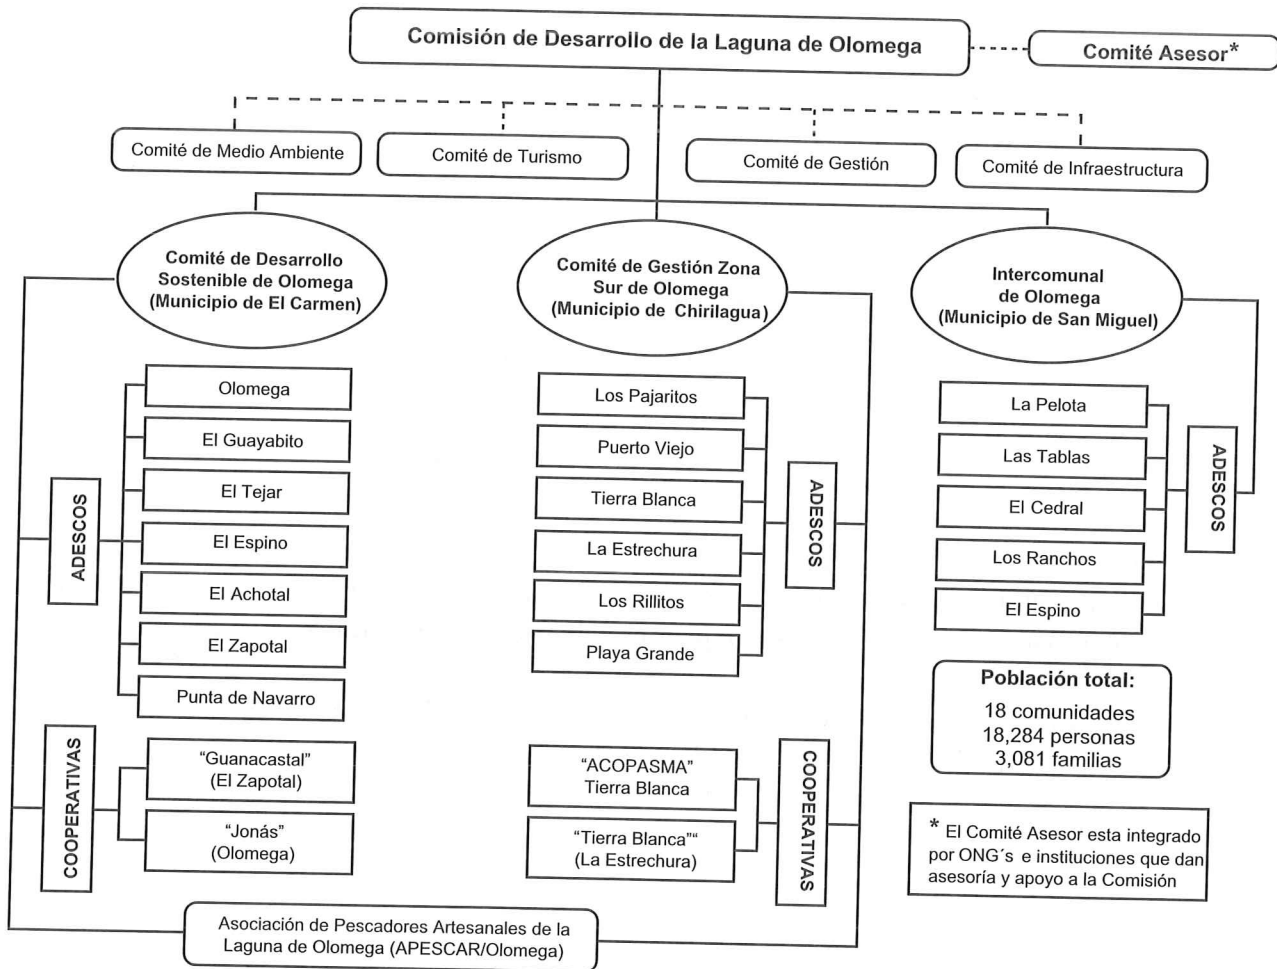 Comisión de Desarrollo de la Laguna de Olomega
Comité Asesor*
Comité de Medio Ambiente
Comité de Turismo
Comité de Gestión
Comité de Infraestructura
Comité de Desarrollo
Sostenible de Olomega
(Municipio de El Carmen)
Comité de Gestión Zona
Sur de Olomega
(Municipio de Chirilagua)
Intercomunal
de Olomega
(Municipio de San Miguel)
ADESCOS
Olomega
El Guayabito
El Tejar
El Espino
El Achotal
El Zapotal
Punta de Navarro
COOPERATIVAS
“Guanacastal”
(El Zapotal)
“Jonás”
(Olomega)
Los Pajaritos
Puerto Viejo
Tierra Blanca
La Estrechura
Los Rillitos
Playa Grande
ADESCOS
“ACOPASMA”
Tierra Blanca
“Tierra Blanca”“
(La Estrechura)
COOPERATIVAS
La Pelota
Las Tablas
El Cedral
Los Ranchos
El Espino
ADESCOS
Población total:
18 comunidades
18,284 personas
3,081 familias
* El Comité Asesor esta integrado
por ONG´s e instituciones que dan
asesoría y apoyo a la Comisión
Asociación de Pescadores Artesanales de la
Laguna de Olomega (APESCAR/Olomega)